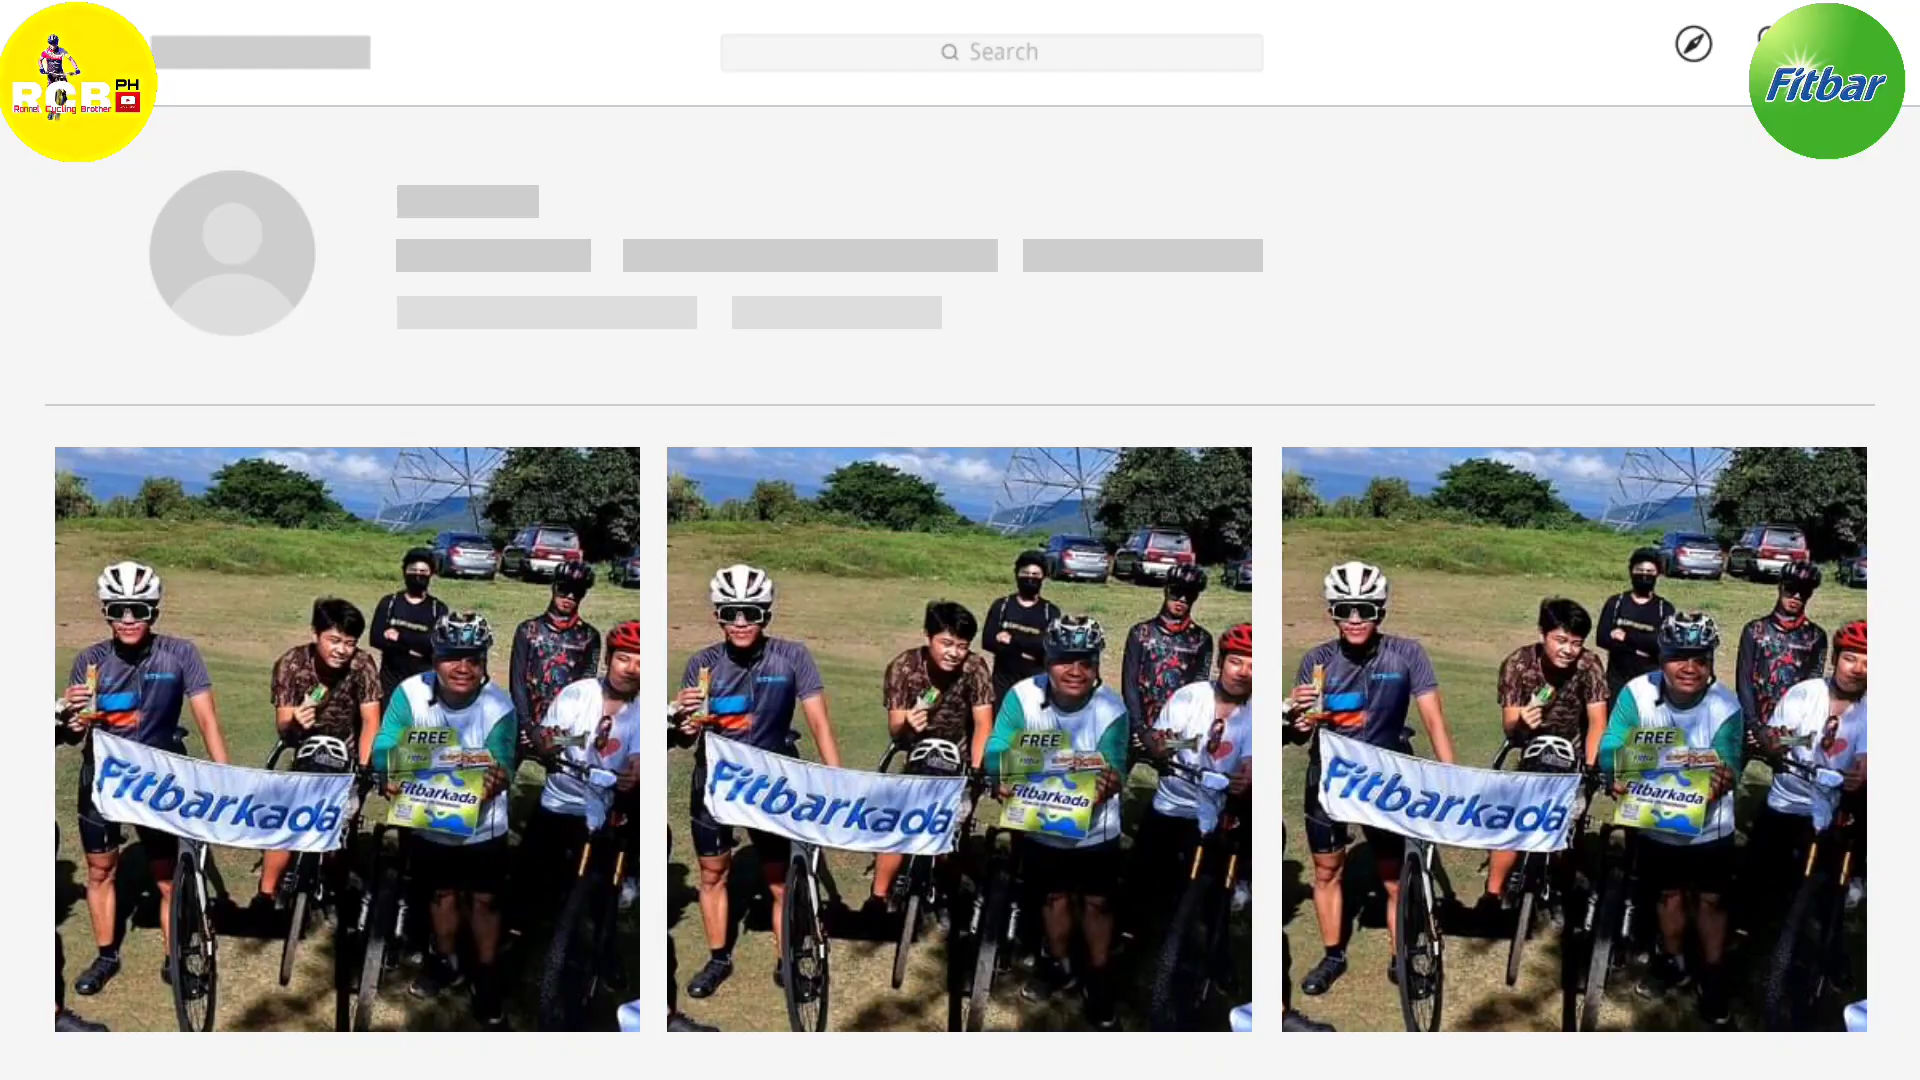 RCB PH
Ronnel Cycling Brother
Search
Fitbar
FREE
Fitbarkada
Fitbarkada
FREE
Fitbarkada
Fitbarkada
FREE
Fitbarkada
Fitbarkada